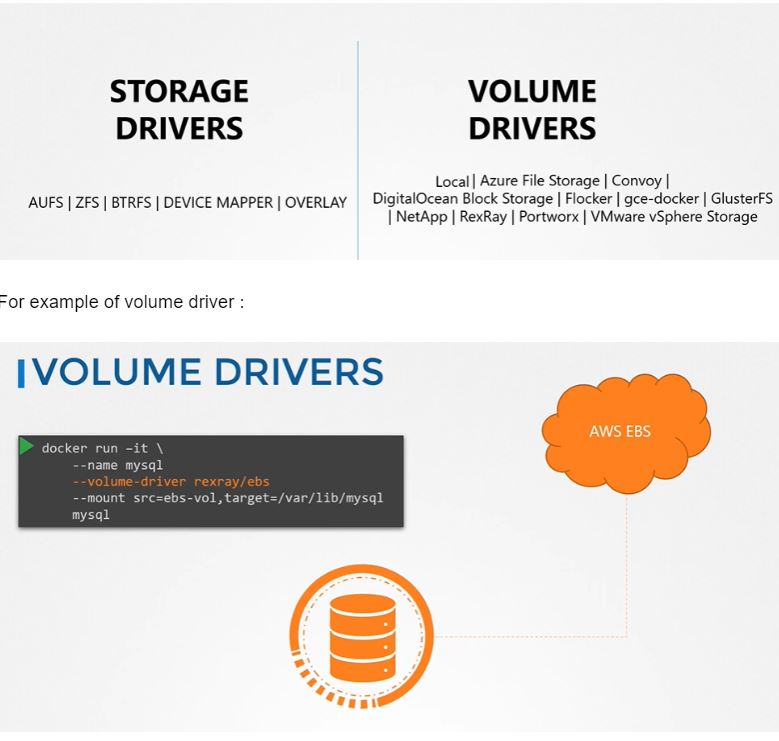 STORAGE
DRIVERS
AUFS | ZFS | BTRFS | DEVICE MAPPER | OVERLAY
VOLUME
DRIVERS
Local | Azure File Storage | Convoy |
DigitalOcean Block Storage | Flocker | gce-docker | GlusterFS
| NetApp | RexRay | Portworx | VMware vSphere Storage
For example of volume driver :
VOLUME DRIVERS
docker run –it \
--name mysql
--volume-driver rexray/ebs
--mount src=ebs-vol,target=/var/lib/mysql
mysql
AWS EBS